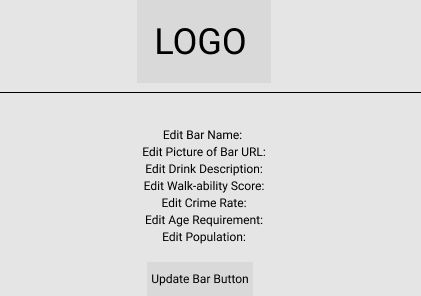 LOGO
Edit Bar Name:
Edit Picture of Bar URL:
Edit Drink Description:
Edit Walk-ability Score:
Edit Crime Rate:
Edit Age Requirement:
Edit Population:
Update Bar Button